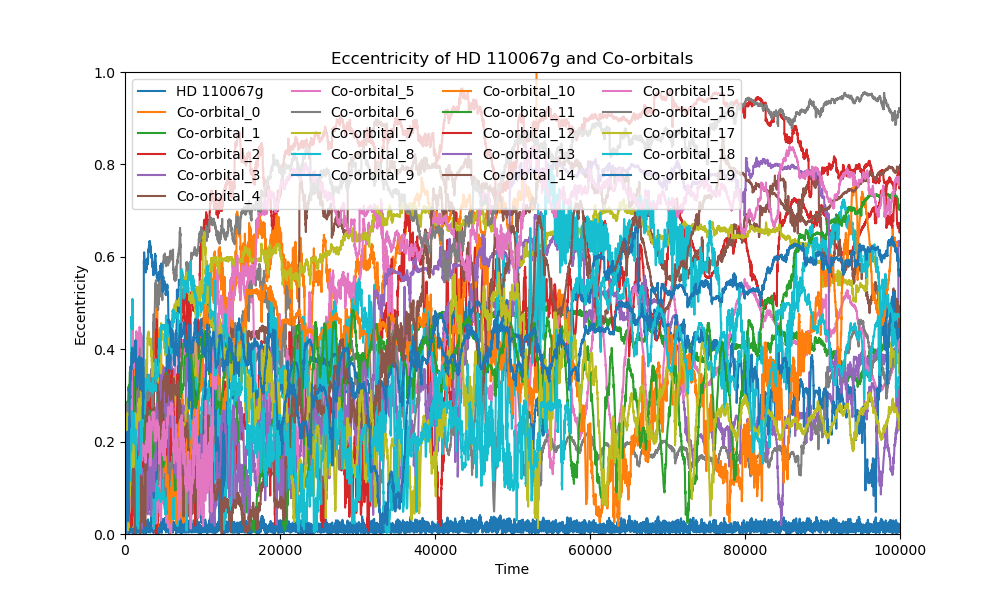 Eccentricity of HD 110067g and Co-orbitals
1.0
0.8
0.6
0.4
0.2
0.0
Eccentricity
HD 110067g
Co-orbital_0
Co-orbital_1
Co-orbital_2
Co-orbital_3
Co-orbital_4
Co-orbital_5
Co-orbital_6
Co-orbital_7
Co-orbital_8
Co-orbital_9
Co-orbital_10
Co-orbital_11
Co-orbital_12
Co-orbital_13
Co-orbital_14
Co-orbital_15
Co-orbital_16
Co-orbital_17
Co-orbital_18
Co-orbital_19
0
20000
40000
60000
80000
100000
Time